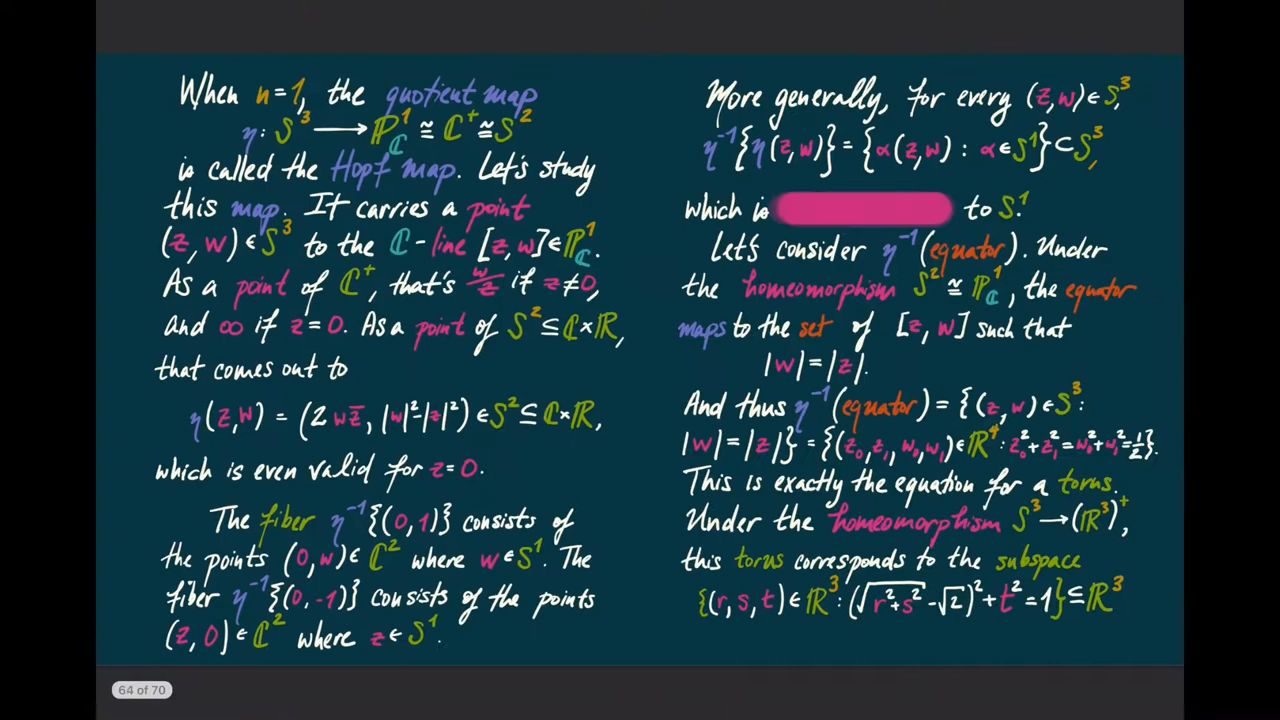 When n=1, the quotient map
η: S³ ⟶ ℙ¹_ℂ ≅ ℂ⁺ ≅ S²
is called the Hopf map. Let's study
this map. It carries a point
(z, w) ∈ S³ to the ℂ-line [z, w] ∈ ℙ¹_ℂ.
As a point of ℂ⁺, that's w/z if z≠0,
and ∞ if z=0. As a point of S² ⊆ ℂ×ℝ,
that comes out to
η(z,w) = (2wz̄, |w|²-|z|²) ∈ S² ⊆ ℂ×ℝ,
which is even valid for z=0.
The fiber η⁻¹{(0,1)} consists of
the points (0,w) ∈ ℂ² where w ∈ S¹. The
fiber η⁻¹{(0,-1)} consists of the points
(z, 0) ∈ ℂ² where z ∈ S¹.
More generally, for every (z,w) ∈ S³,
η⁻¹{η(z,w)} = {α(z,w) : α ∈ S¹} ⊂ S³,
which is to S¹.
Let's consider η⁻¹(equator). Under
the homeomorphism S² ≅ ℙ¹_ℂ, the equator
maps to the set of [z, w] such that
|w|=|z|.
And thus η⁻¹(equator) = {(z,w) ∈ S³:
|w|=|z|} = {(z₀,z₁,w₀,w₁) ∈ ℝ⁴ : z₀²+z₁²=w₀²+w₁²=½}.
This is exactly the equation for a torus.
Under the homeomorphism S³ → (ℝ³)⁺,
this torus corresponds to the subspace
{(r,s,t) ∈ ℝ³ : (√(r²+s²) - √2)² + t² = 1} ⊆ ℝ³
64 of 70